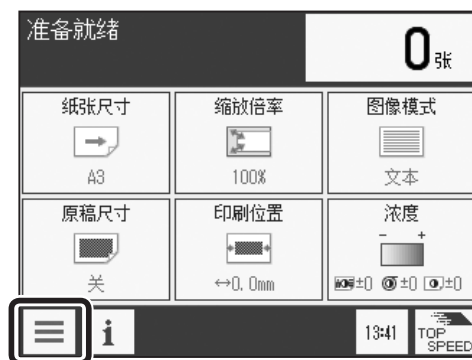 准备就绪
0张
纸张尺寸 缩放倍率 图像模式
A3 100% 文本
原稿尺寸 印刷位置 浓度
- +
关 ↔0.0mm ±0 ±0 ±0
i 13:41 TOP SPEED